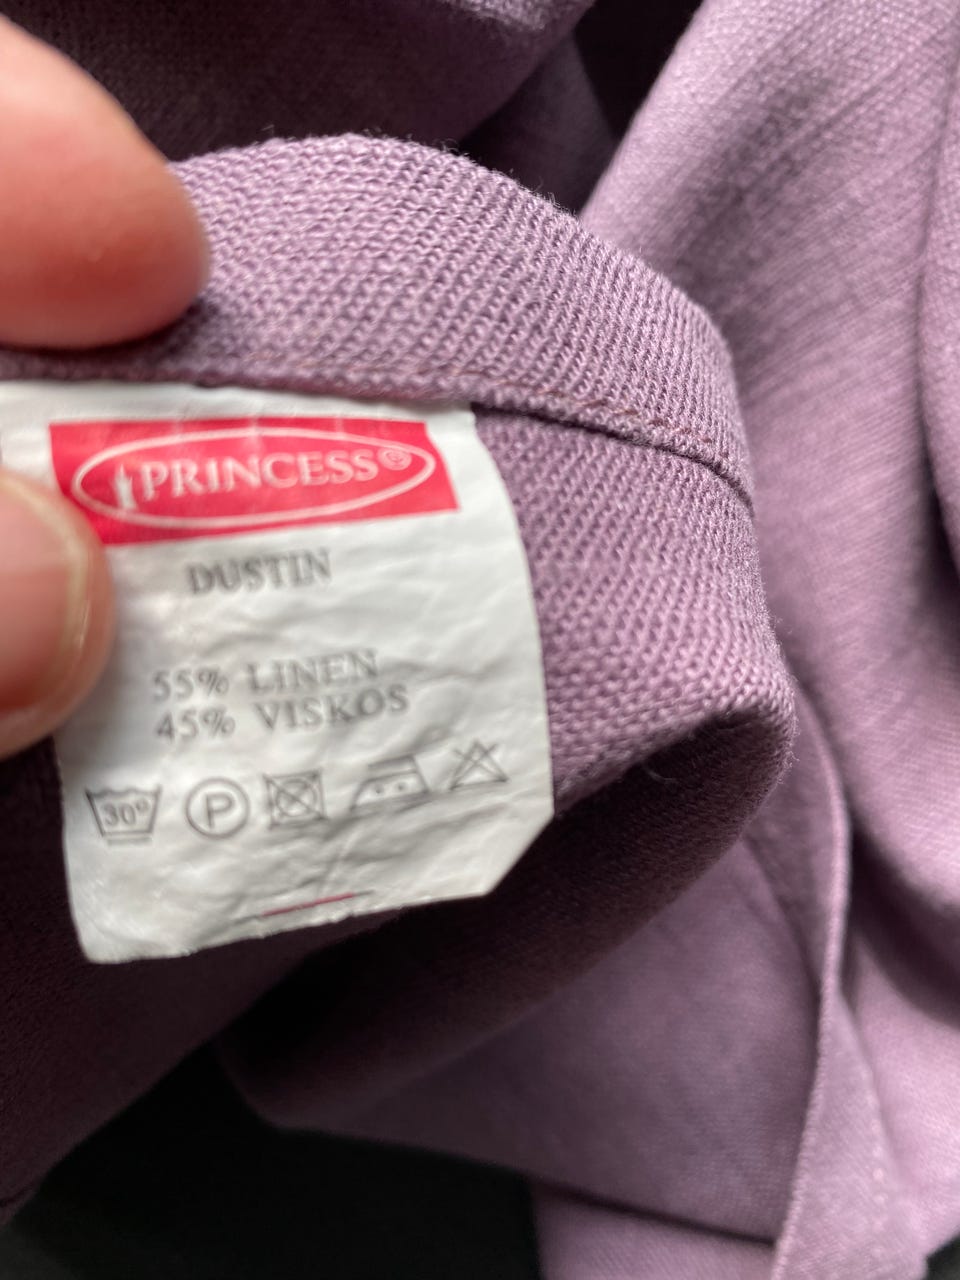 PRINCESS®
DUSTIN
55% LINEN
45% VISKOS
30° P